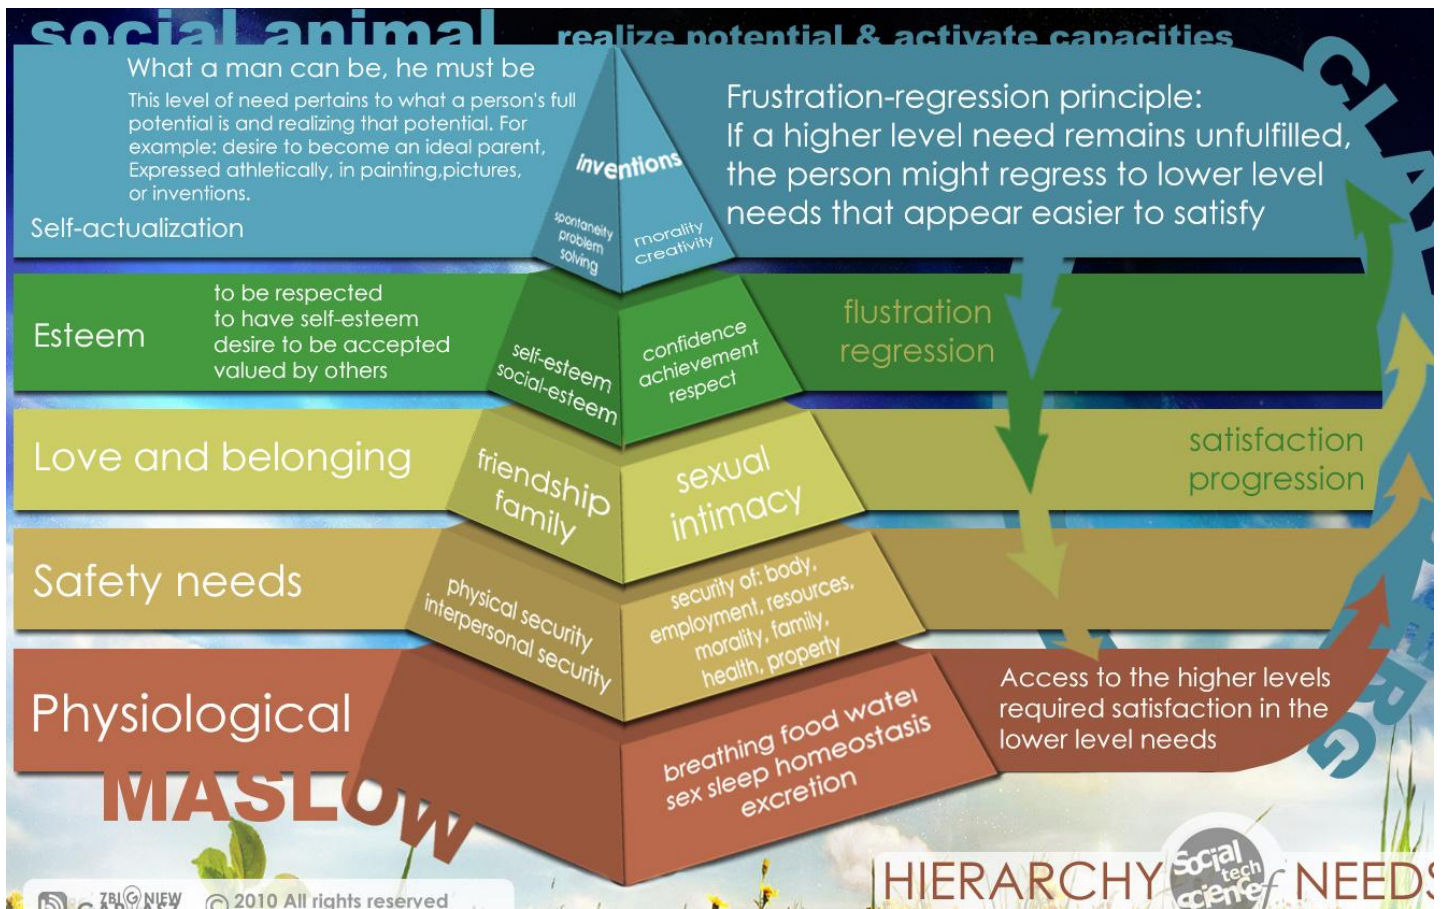 social animal
realize potential & activate capacities
What a man can be, he must be
This level of need pertains to what a person's full
potential is and realizing that potential. For
example: desire to become an ideal parent,
Expressed athletically, in painting,pictures,
or inventions.
Self-actualization
inventions
spontaneity
problem
solving
morality
creativity
Frustration-regression principle:
If a higher level need remains unfulfilled,
the person might regress to lower level
needs that appear easier to satisfy
Esteem
to be respected
to have self-esteem
desire to be accepted
valued by others
self-esteem
social-esteem
confidence
achievement
respect
flustration
regression
Love and belonging
friendship
family
sexual
intimacy
satisfaction
progression
Safety needs
physical security
interpersonal security
security of: body,
employment, resources,
morality, family,
health, property
Physiological
breathing food water
sex sleep homeostasis
excretion
Access to the higher levels
required satisfaction in the
lower level needs
MASLOW
HIERARCHY of NEEDS
Social
tech
science
ZBIGNIEW
© 2010 All rights reserved